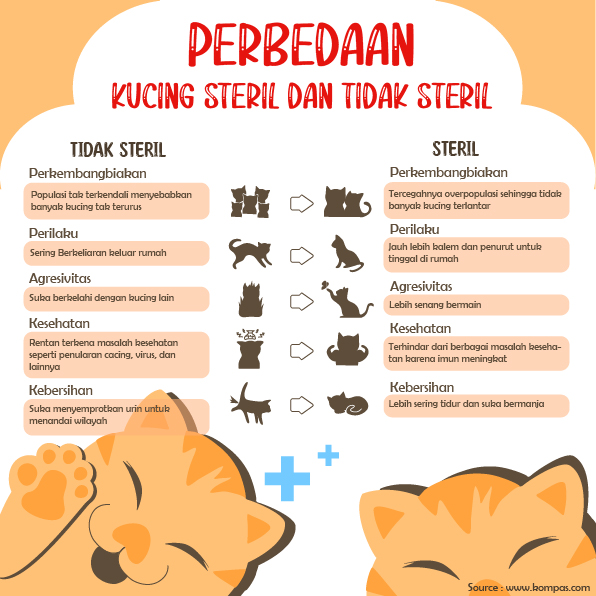 PERBEDAAN
KUCING STERIL DAN TIDAK STERIL
TIDAK STERIL
Perkembangbiakan
Populasi tak terkendali menyebabkan
banyak kucing tak terurus
Perilaku
Sering Berkeliaran keluar rumah
Agresivitas
Suka berkelahi dengan kucing lain
Kesehatan
Rentan terkena masalah kesehatan
seperti penularan cacing, virus, dan
lainnya
Kebersihan
Suka menyemprotkan urin untuk
menandai wilayah
STERIL
Perkembangbiakan
Tercegahnya overpopulasi sehingga tidak
banyak kucing terlantar
Perilaku
Jauh lebih kalem dan penurut untuk
tinggal di rumah
Agresivitas
Lebih senang bermain
Kesehatan
Terhindar dari berbagai masalah keseha-
tan karena imun meningkat
Kebersihan
Lebih sering tidur dan suka bermanja
Source : www.kompas.com